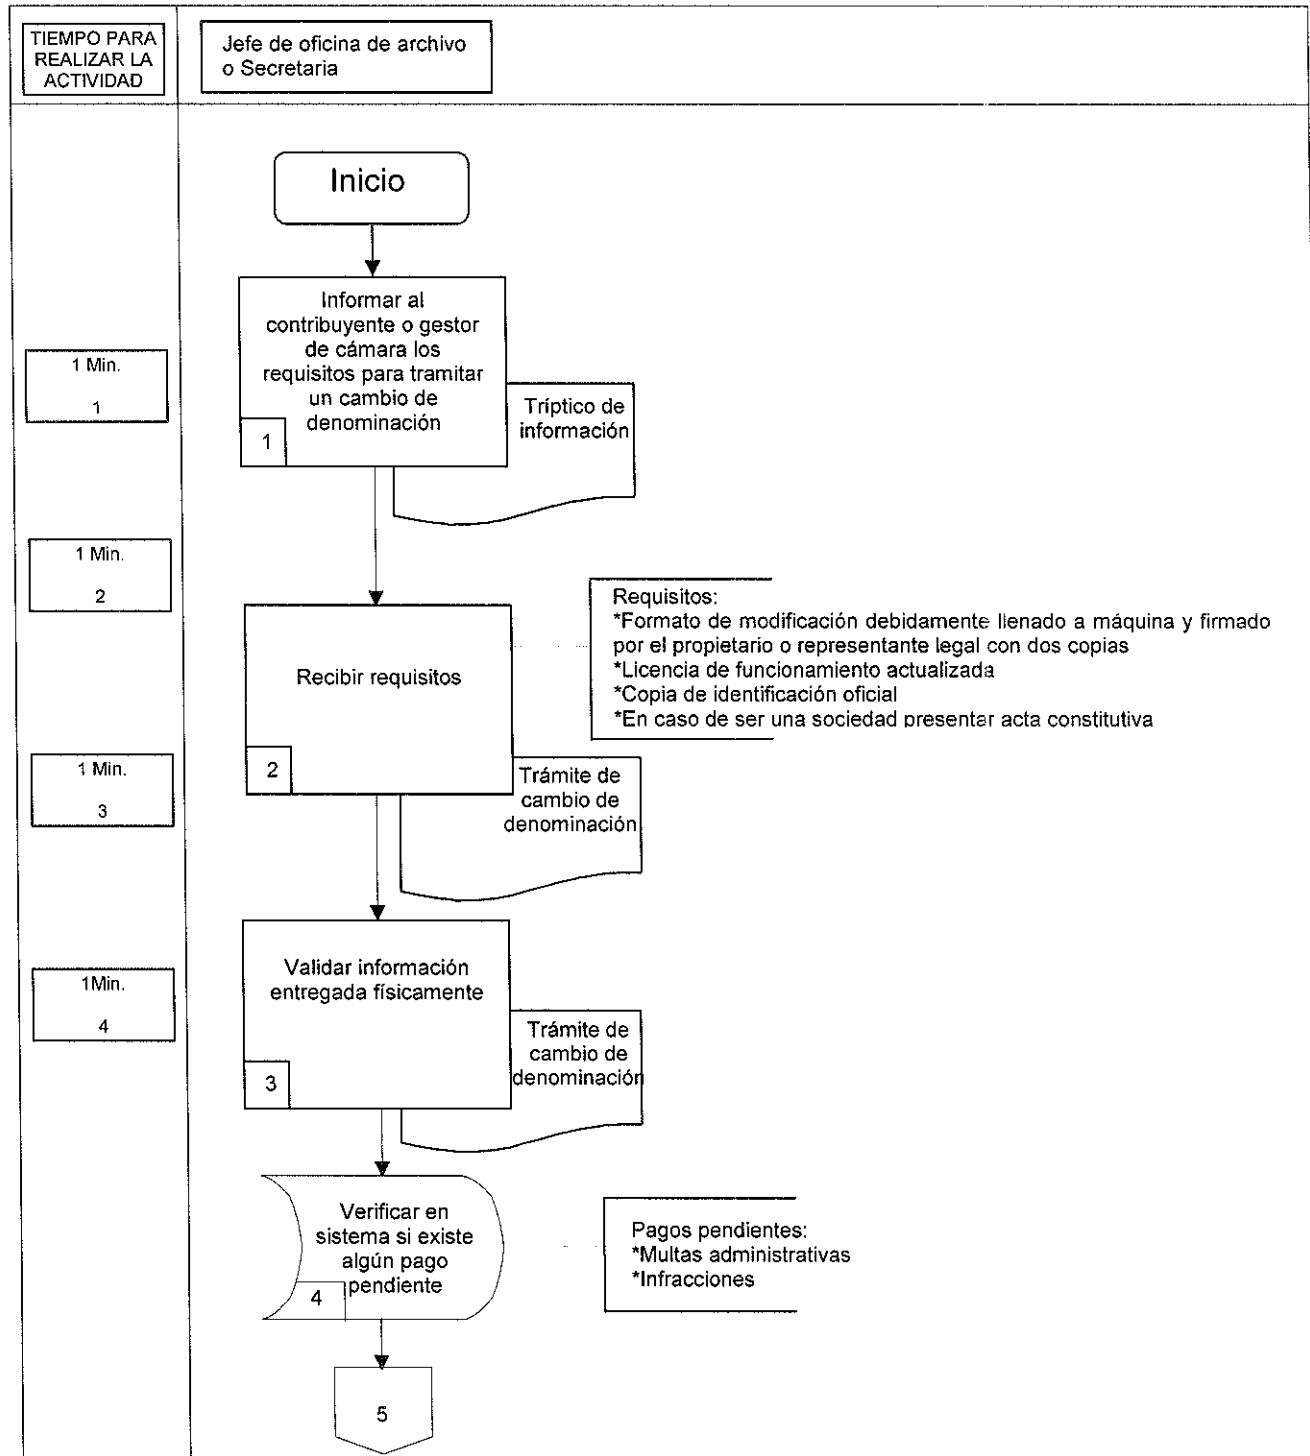 TIEMPO PARA
REALIZAR LA
ACTIVIDAD
Jefe de oficina de archivo
o Secretaria
Inicio
Informar al
contribuyente o gestor
de cámara los
requisitos para tramitar
un cambio de
denominación
1
Tríptico de
información
1 Min.
1
1 Min.
2
Recibir requisitos
2
Requisitos:
*Formato de modificación debidamente llenado a máquina y firmado
por el propietario o representante legal con dos copias
*Licencia de funcionamiento actualizada
*Copia de identificación oficial
*En caso de ser una sociedad presentar acta constitutiva
Trámite de
cambio de
denominación
1 Min.
3
Validar información
entregada físicamente
3
Trámite de
cambio de
denominación
1Min.
4
Verificar en
sistema si existe
algún pago
pendiente
4
Pagos pendientes:
*Multas administrativas
*Infracciones
5